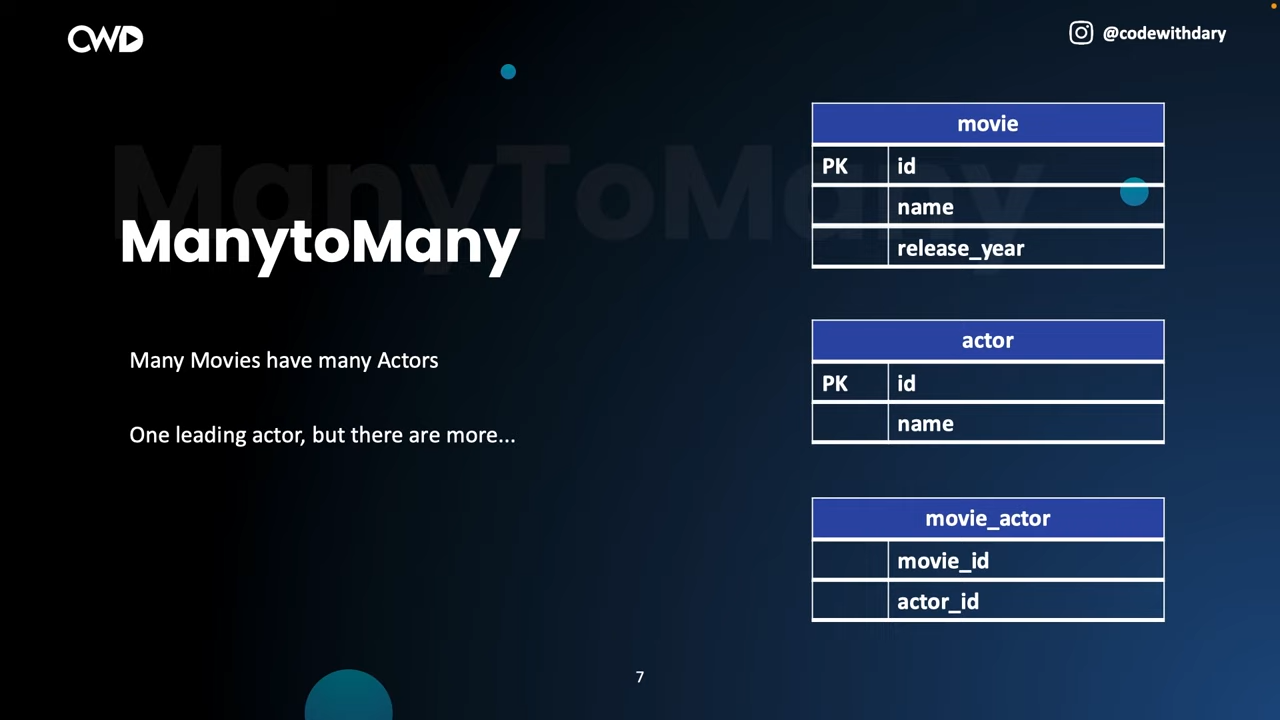 CWD
@codewithdary
ManyToMany
ManytoMany
Many Movies have many Actors
One leading actor, but there are more...
movie
PK id
name
release_year
actor
PK id
name
movie_actor
movie_id
actor_id
7